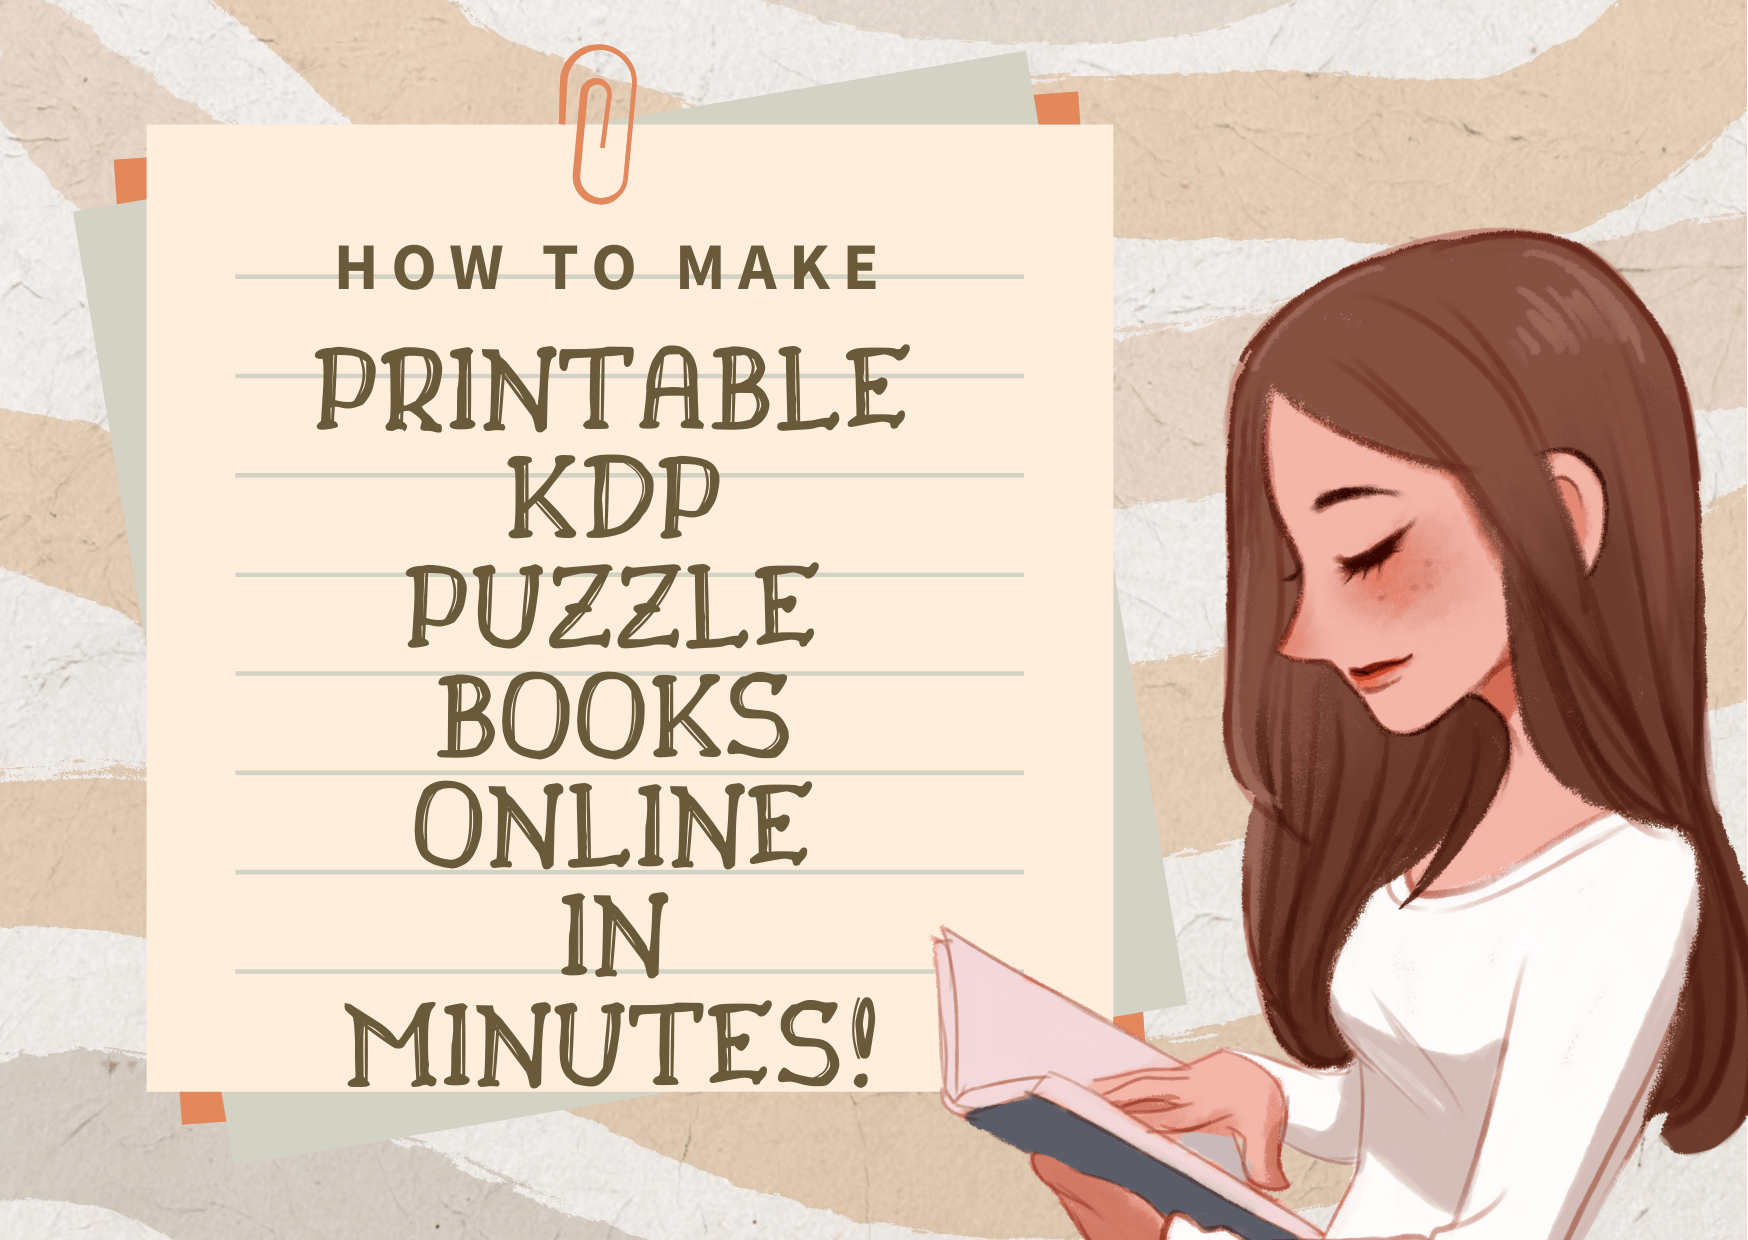 HOW TO MAKE
PRINTABLE
KDP
PUZZLE
BOOKS
ONLINE
IN
MINUTES!